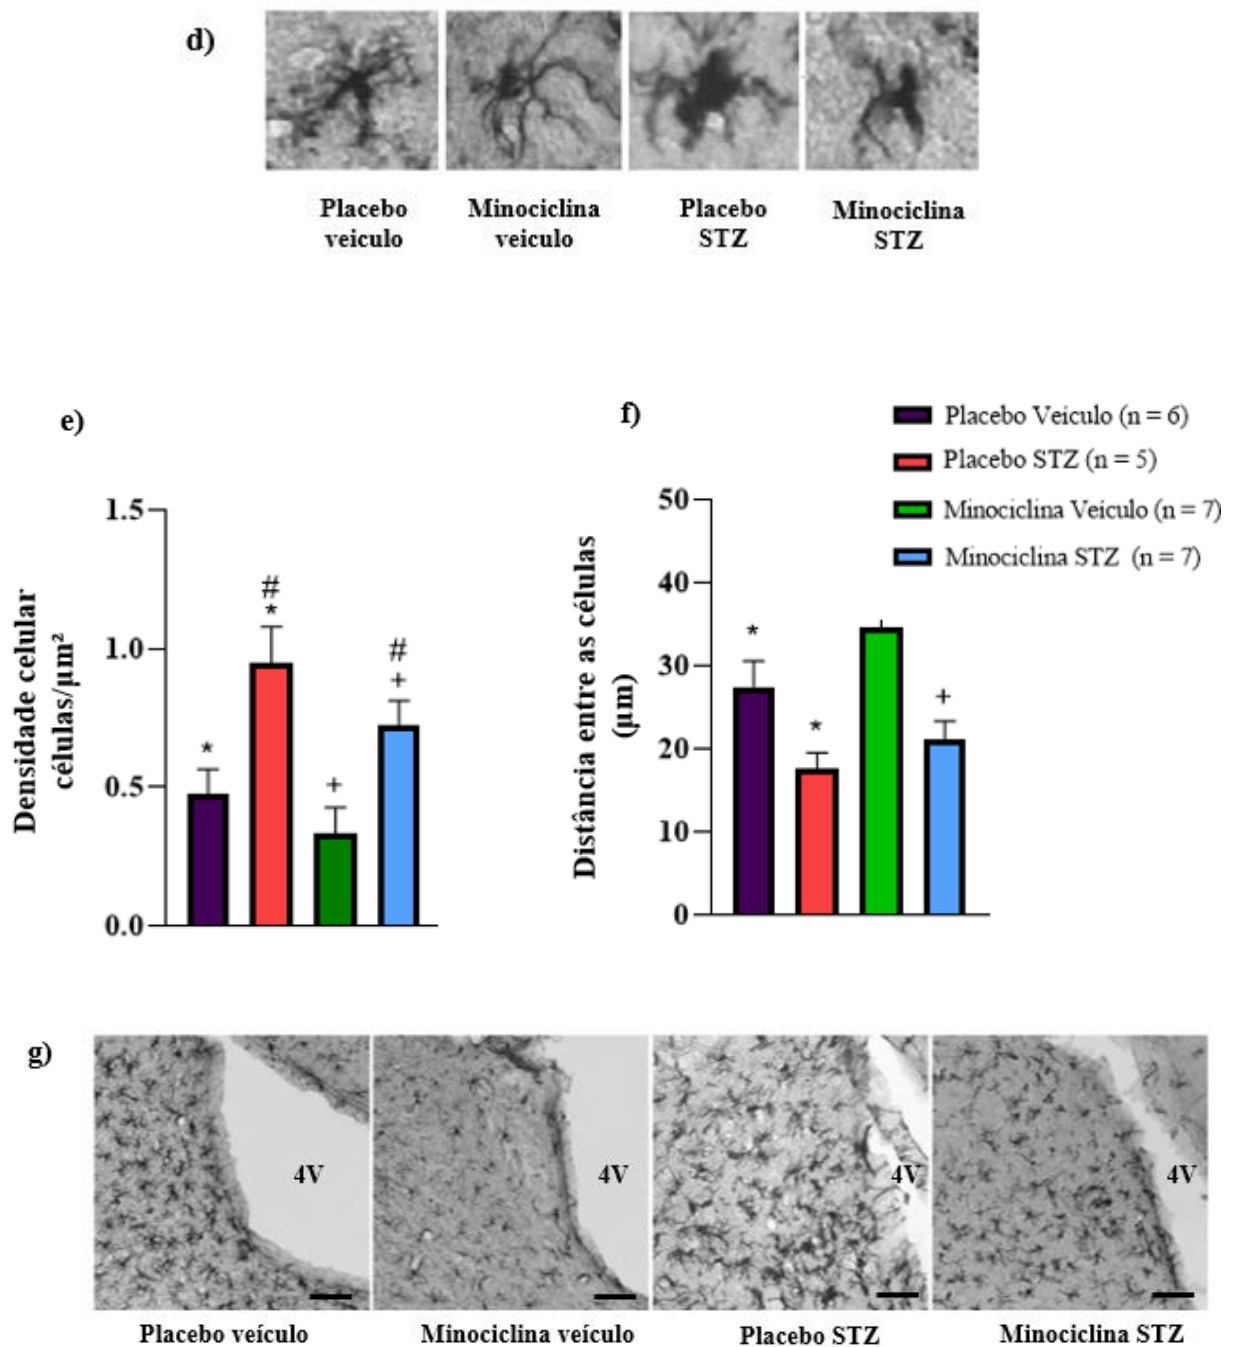 d)
Placebo
veiculo
Minociclina
veiculo
Placebo
STZ
Minociclina
STZ
e)
1.5
1.0
0.5
0.0
Densidade celular
células/µm²
*
#
*
+
#
+
f)
Placebo Veículo (n = 6)
Placebo STZ (n = 5)
Minociclina Veículo (n = 7)
Minociclina STZ (n = 7)
50
40
30
20
10
0
Distância entre as células
(µm)
*
*
+
g)
4V
4V
4V
4V
Placebo veículo
Minociclina veículo
Placebo STZ
Minociclina STZ